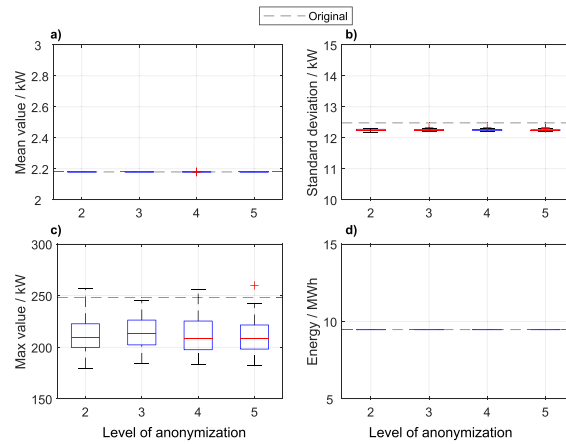 Original
a)
b)
Mean value / kW
3
2.8
2.6
2.4
2.2
2
2 3 4 5
Standard deviation / kW
15
14
13
12
11
10
2 3 4 5
c)
d)
Max value / kW
300
250
200
150
2 3 4 5
Level of anonymization
Energy / MWh
15
10
5
2 3 4 5
Level of anonymization